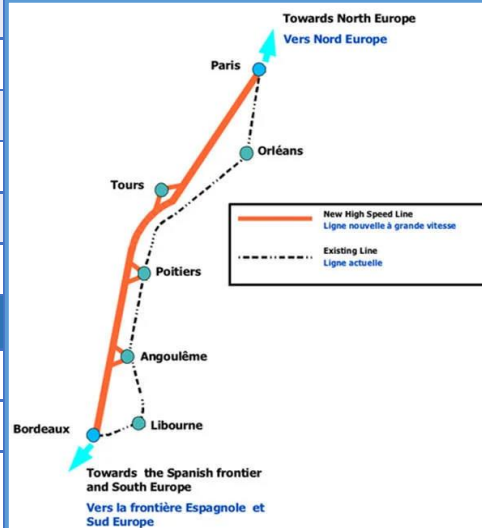 Towards North Europe
Vers Nord Europe
Paris
Orléans
Tours
New High Speed Line
Ligne nouvelle à grande vitesse
Existing Line
Ligne actuelle
Poitiers
Angoulême
Bordeaux
Libourne
Towards the Spanish frontier
and South Europe
Vers la frontière Espagnole et
Sud Europe